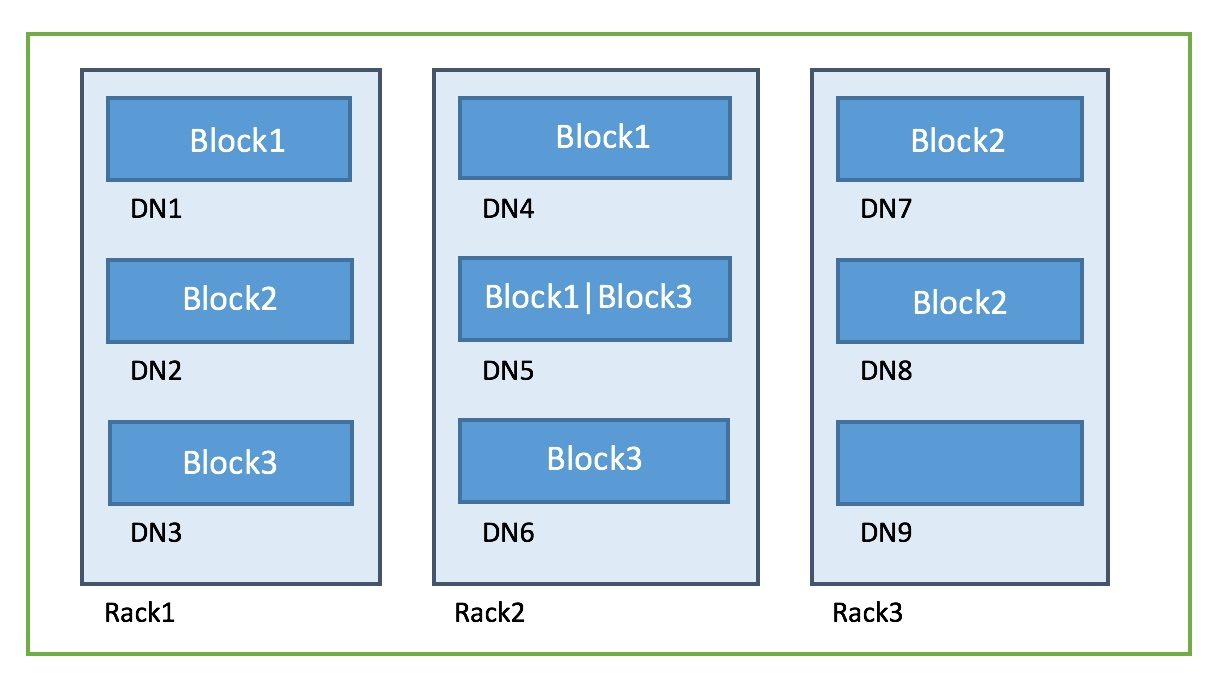 Block1
DN1
Block2
DN2
Block3
DN3
Rack1
Block1
DN4
Block1|Block3
DN5
Block3
DN6
Rack2
Block2
DN7
Block2
DN8
DN9
Rack3